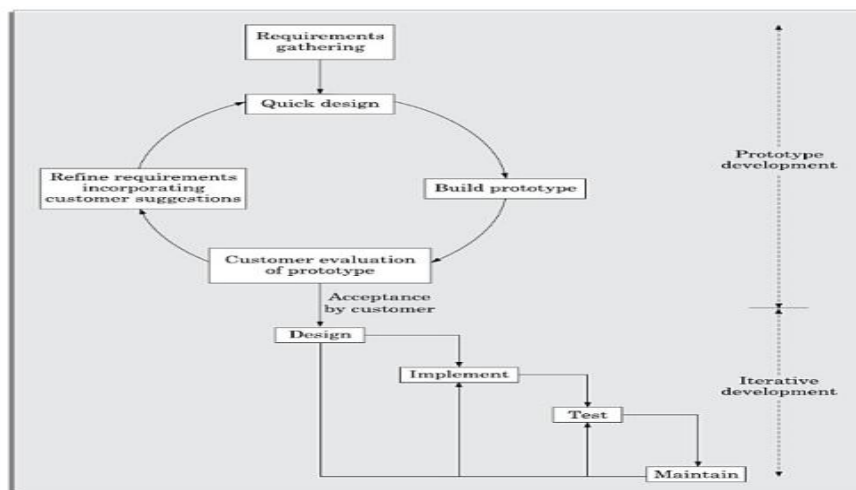 Requirements
gathering
Quick design
Prototype
development
Refine requirements
incorporating
customer suggestions
Build prototype
Customer evaluation
of prototype
Acceptance
by customer
Design
Implement
Iterative
development
Test
Maintain